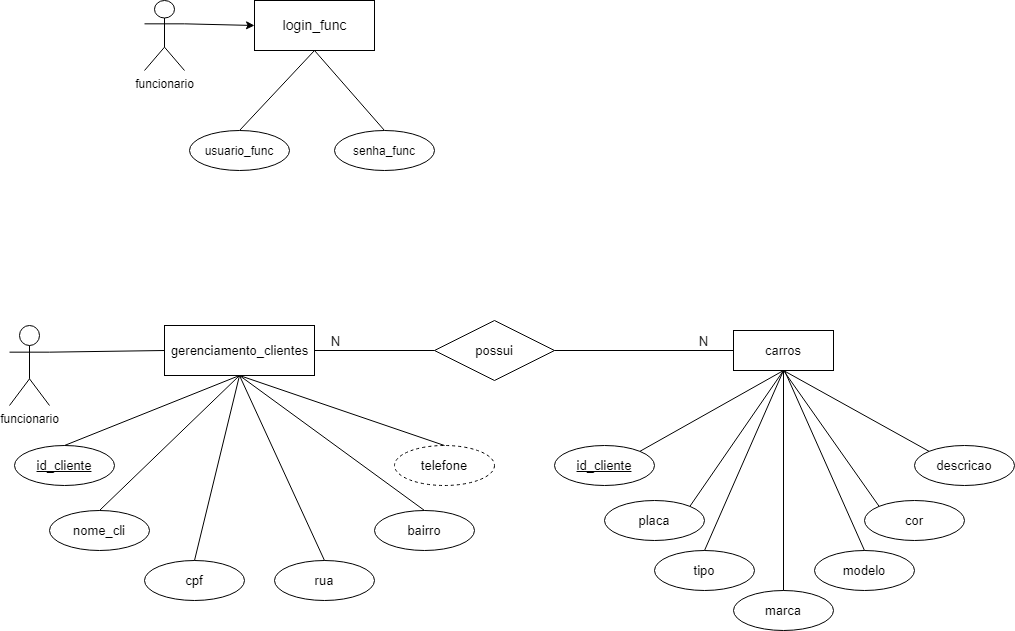 login_func
funcionario
usuario_func
senha_func
gerenciamento_clientes
N
possui
N
carros
funcionario
id_cliente
telefone
id_cliente
descricao
nome_cli
bairro
placa
cor
cpf
rua
tipo
modelo
marca